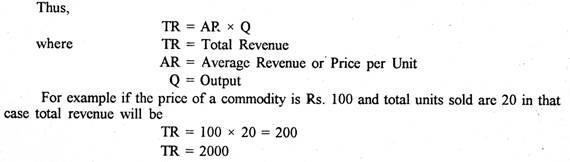 Thus,
TR = AR × Q
where TR = Total Revenue
AR = Average Revenue or Price per Unit
Q = Output
For example if the price of a commodity is Rs. 100 and total units sold are 20 in that
case total revenue will be
TR = 100 × 20 = 200
TR = 2000